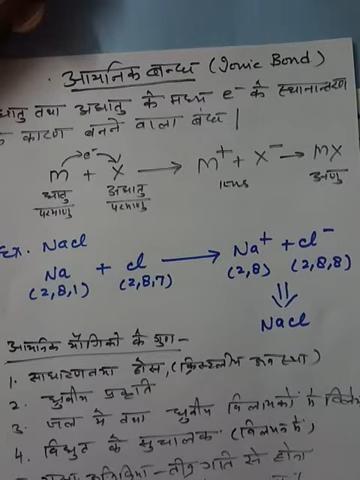 आयनिक बन्ध (Ionic Bond)
धातु तथा अधातु के मध्य e⁻ के स्थानान्तरण
के कारण बनने वाला बंध |
e⁻
M + X ⟶ M⁺ + X⁻ ⟶ MX
धातु परमाणु अधातु परमाणु ions अणु
Ex. NaCl
Na + Cl ⟶ Na⁺ + Cl⁻
(2,8,1) (2,8,7) (2,8) (2,8,8)
⇓
NaCl
आयनिक यौगिकों के गुण -
1. साधारणतया ठोस, (क्रिस्टलीय अवस्था)
2. ध्रुवीय प्रकृति
3. जल में तथा ध्रुवीय विलायकों में
4. विद्युत के सुचालक (विलयन में)
तीव्र गति से होना